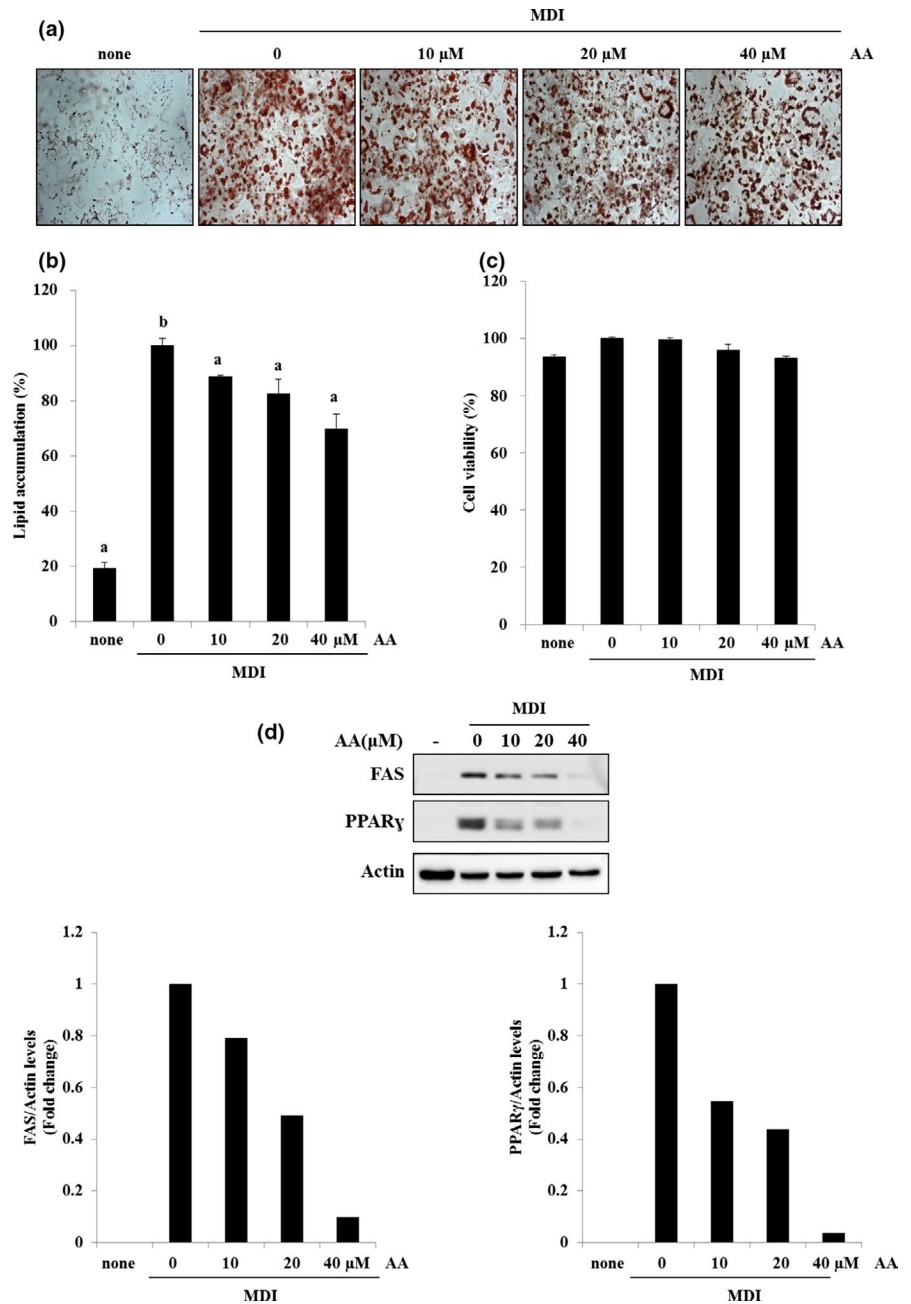 (a)
MDI
none 0 10 µM 20 µM 40 µM AA
(b)
Lipid accumulation (%)
120
100
80
60
40
20
0
a
b
a
a
a
none 0 10 20 40 µM AA
MDI
(c)
Cell viability (%)
120
100
80
60
40
20
0
none 0 10 20 40 µM AA
MDI
(d)
MDI
AA(µM) - 0 10 20 40
FAS
PPARɣ
Actin
FAS/Actin levels
(Fold change)
1.2
1
0.8
0.6
0.4
0.2
0
none 0 10 20 40 µM AA
MDI
PPARγ/Actin levels
(Fold change)
1.2
1
0.8
0.6
0.4
0.2
0
none 0 10 20 40 µM AA
MDI